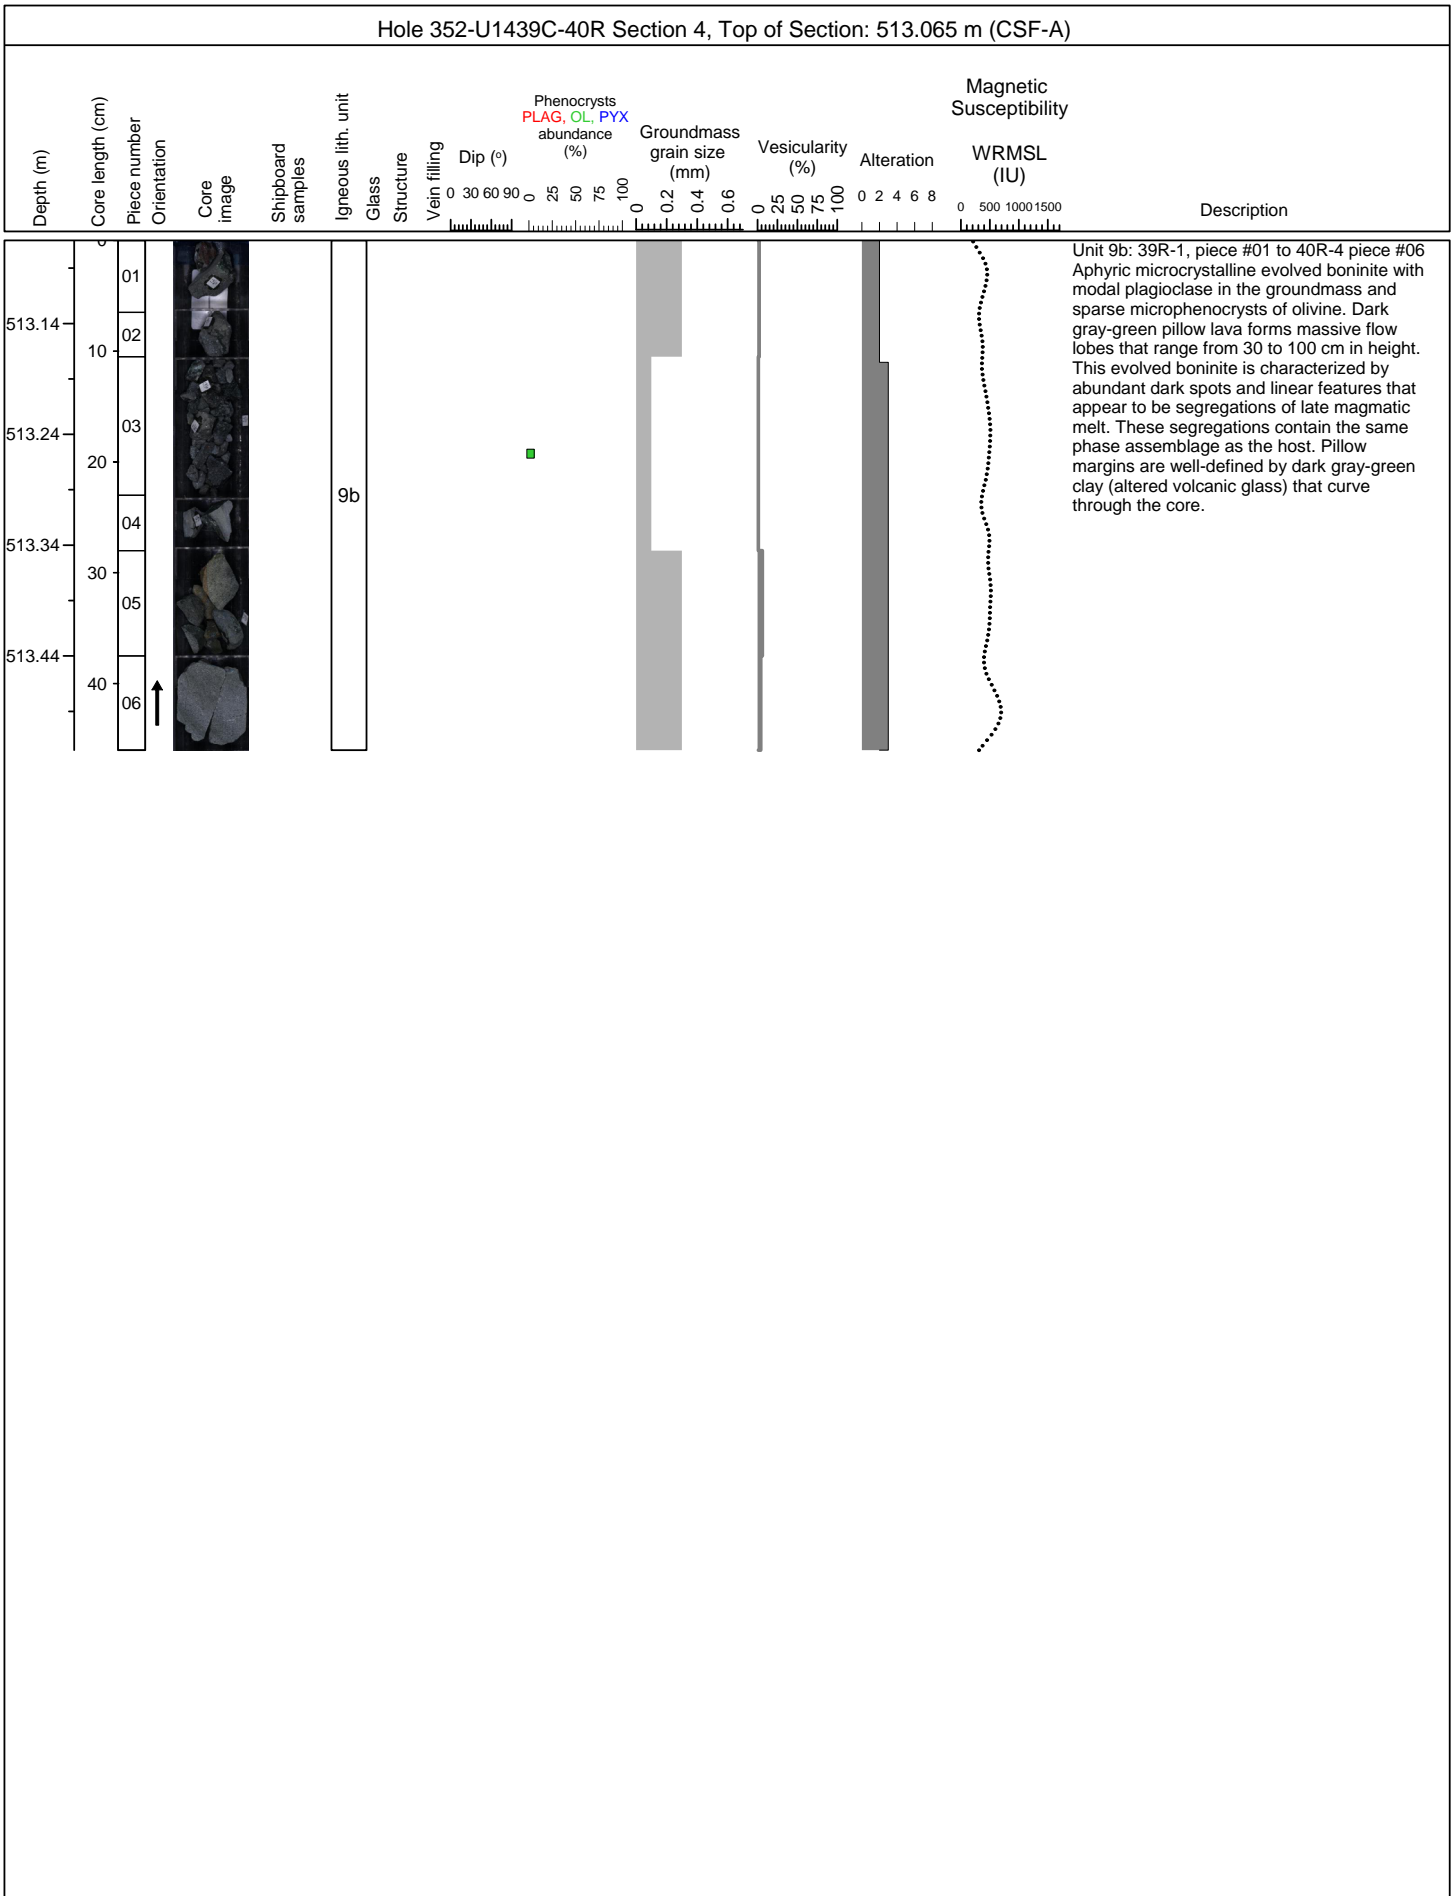 Hole 352-U1439C-40R Section 4, Top of Section: 513.065 m (CSF-A)
Depth (m)
Core length (cm)
Piece number
Orientation
Core
image
Shipboard
samples
Igneous lith. unit
Glass
Structure
Vein filling
Dip (°)
0 30 60 90
Phenocrysts
PLAG, OL, PYX
abundance
(%)
0 25 50 75 100
Groundmass
grain size
(mm)
0 0.2 0.4 0.6
Vesicularity
(%)
0 25 50 75 100
Alteration
0 2 4 6 8
Magnetic
Susceptibility
WRMSL
(IU)
0 500 1000 1500
Description
513.14
513.24
513.34
513.44
0
10
20
30
40
01
02
03
04
05
06
9b
Unit 9b: 39R-1, piece #01 to 40R-4 piece #06
Aphyric microcrystalline evolved boninite with
modal plagioclase in the groundmass and
sparse microphenocrysts of olivine. Dark
gray-green pillow lava forms massive flow
lobes that range from 30 to 100 cm in height.
This evolved boninite is characterized by
abundant dark spots and linear features that
appear to be segregations of late magmatic
melt. These segregations contain the same
phase assemblage as the host. Pillow
margins are well-defined by dark gray-green
clay (altered volcanic glass) that curve
through the core.